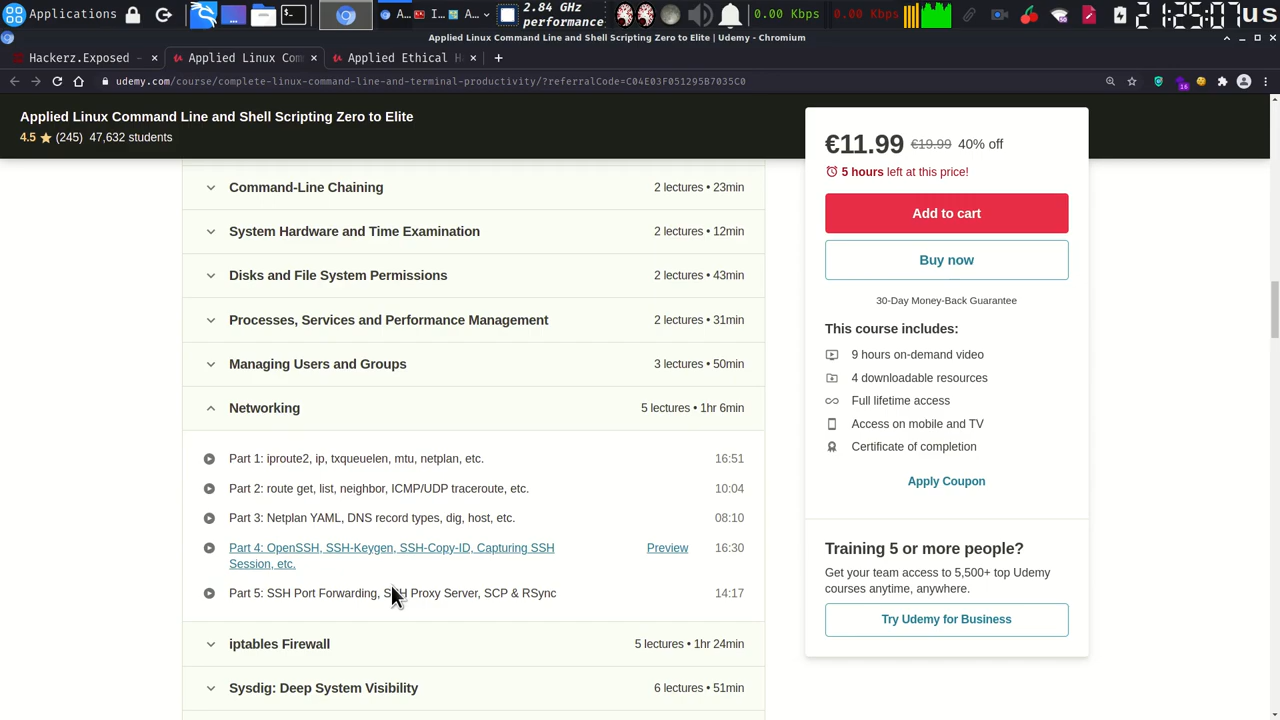 Applications
2.84 GHz
performance
0.00 Kbps
0.00 Kbps
us
Applied Linux Command Line and Shell Scripting Zero to Elite | Udemy - Chromium
Hackerz.Exposed -
Applied Linux Com
Applied Ethical H
udemy.com/course/complete-linux-command-line-and-terminal-productivity/?referralCode=C04E03F051295B7035C0
Applied Linux Command Line and Shell Scripting Zero to Elite
4.5 (245) 47,632 students
Command-Line Chaining
2 lectures • 23min
System Hardware and Time Examination
2 lectures • 12min
Disks and File System Permissions
2 lectures • 43min
Processes, Services and Performance Management
2 lectures • 31min
Managing Users and Groups
3 lectures • 50min
Networking
5 lectures • 1hr 6min
Part 1: iproute2, ip, txqueuelen, mtu, netplan, etc.
16:51
Part 2: route get, list, neighbor, ICMP/UDP traceroute, etc.
10:04
Part 3: Netplan YAML, DNS record types, dig, host, etc.
08:10
Part 4: OpenSSH, SSH-Keygen, SSH-Copy-ID, Capturing SSH
Session, etc.
Preview
16:30
Part 5: SSH Port Forwarding, SSH Proxy Server, SCP & RSync
14:17
iptables Firewall
5 lectures • 1hr 24min
Sysdig: Deep System Visibility
6 lectures • 51min
€11.99 €19.99 40% off
5 hours left at this price!
Add to cart
Buy now
30-Day Money-Back Guarantee
This course includes:
9 hours on-demand video
4 downloadable resources
Full lifetime access
Access on mobile and TV
Certificate of completion
Apply Coupon
Training 5 or more people?
Get your team access to 5,500+ top Udemy
courses anytime, anywhere.
Try Udemy for Business